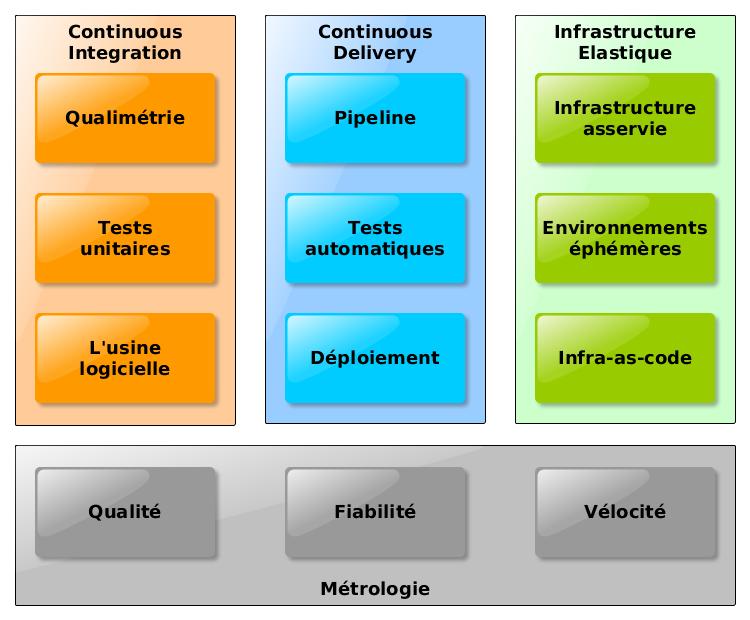 Continuous
Integration
Qualimétrie
Tests
unitaires
L'usine
logicielle
Continuous
Delivery
Pipeline
Tests
automatiques
Déploiement
Infrastructure
Elastique
Infrastructure
asservie
Environnements
éphémères
Infra-as-code
Qualité
Fiabilité
Vélocité
Métrologie